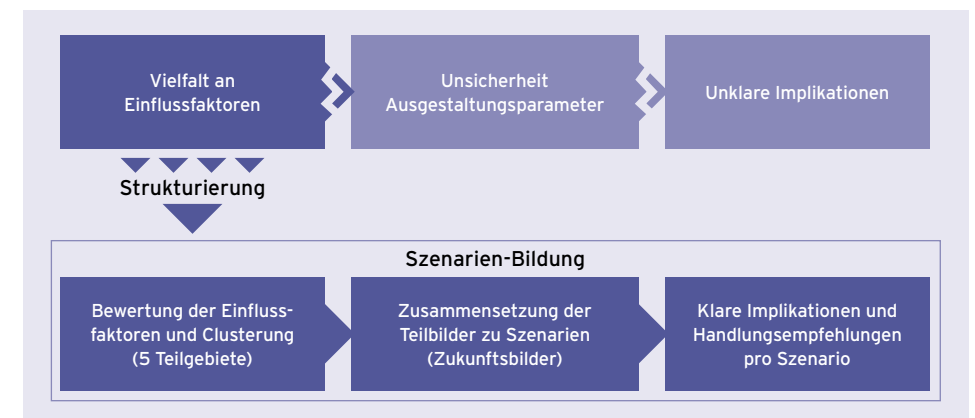 Vielfalt an
Einflussfaktoren
Unsicherheit
Ausgestaltungsparameter
Unklare Implikationen
Strukturierung
Szenarien-Bildung
Bewertung der Einfluss-
faktoren und Clusterung
(5 Teilgebiete)
Zusammensetzung der
Teilbilder zu Szenarien
(Zukunftsbilder)
Klare Implikationen und
Handlungsempfehlungen
pro Szenario